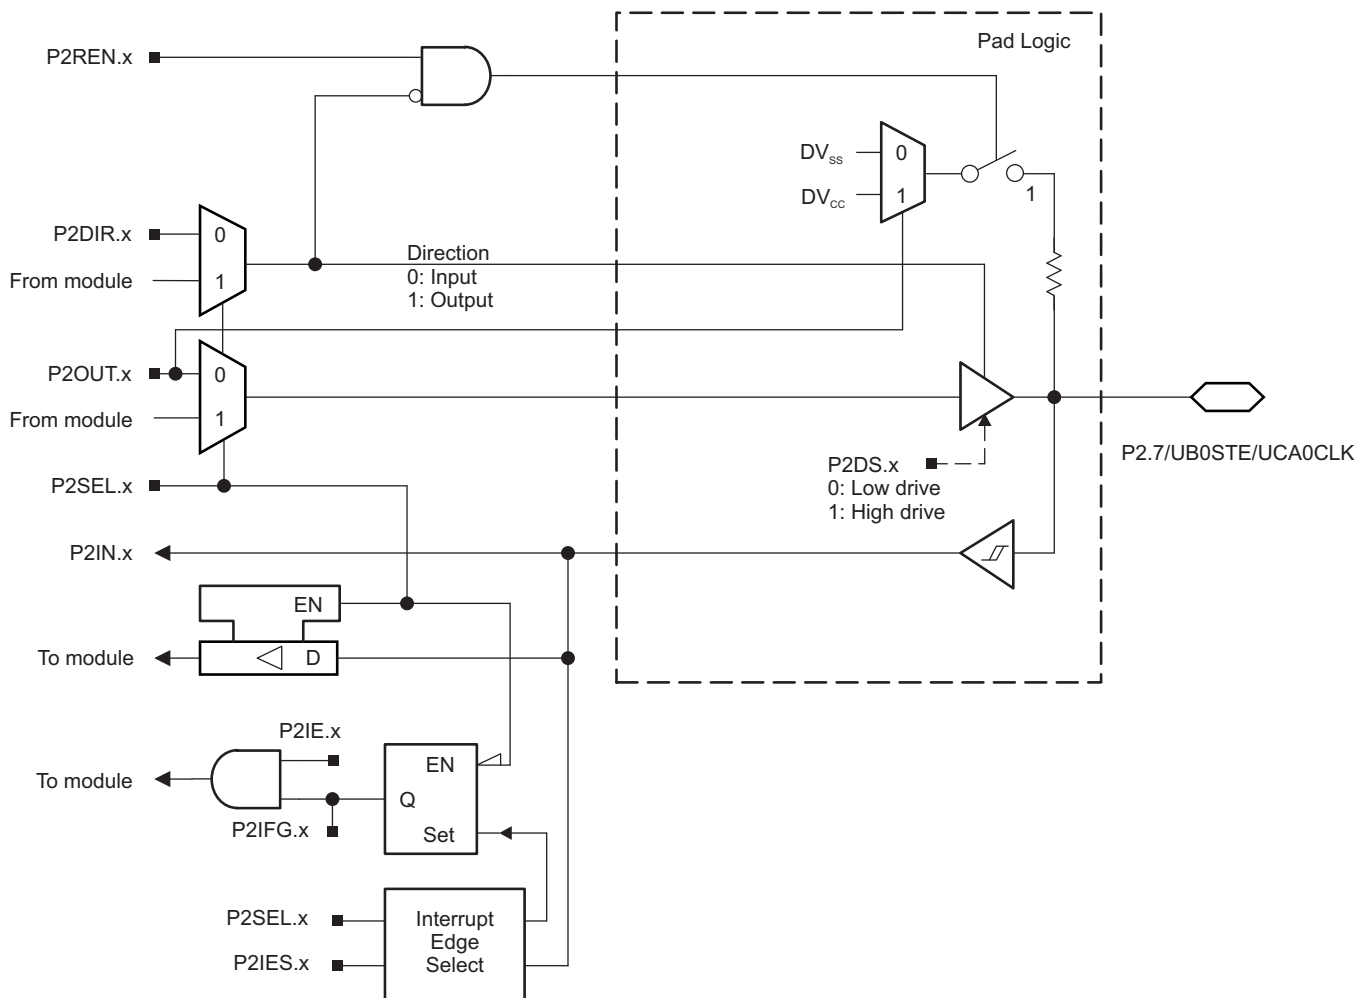 P2REN.x
Pad Logic
DVSS
0
DVCC
1
1
P2DIR.x
0
From module
1
Direction
0: Input
1: Output
P2OUT.x
0
From module
1
P2DS.x
0: Low drive
1: High drive
P2.7/UB0STE/UCA0CLK
P2SEL.x
P2IN.x
EN
To module
D
P2IE.x
EN
To module
Q
P2IFG.x
Set
P2SEL.x
P2IES.x
Interrupt
Edge
Select